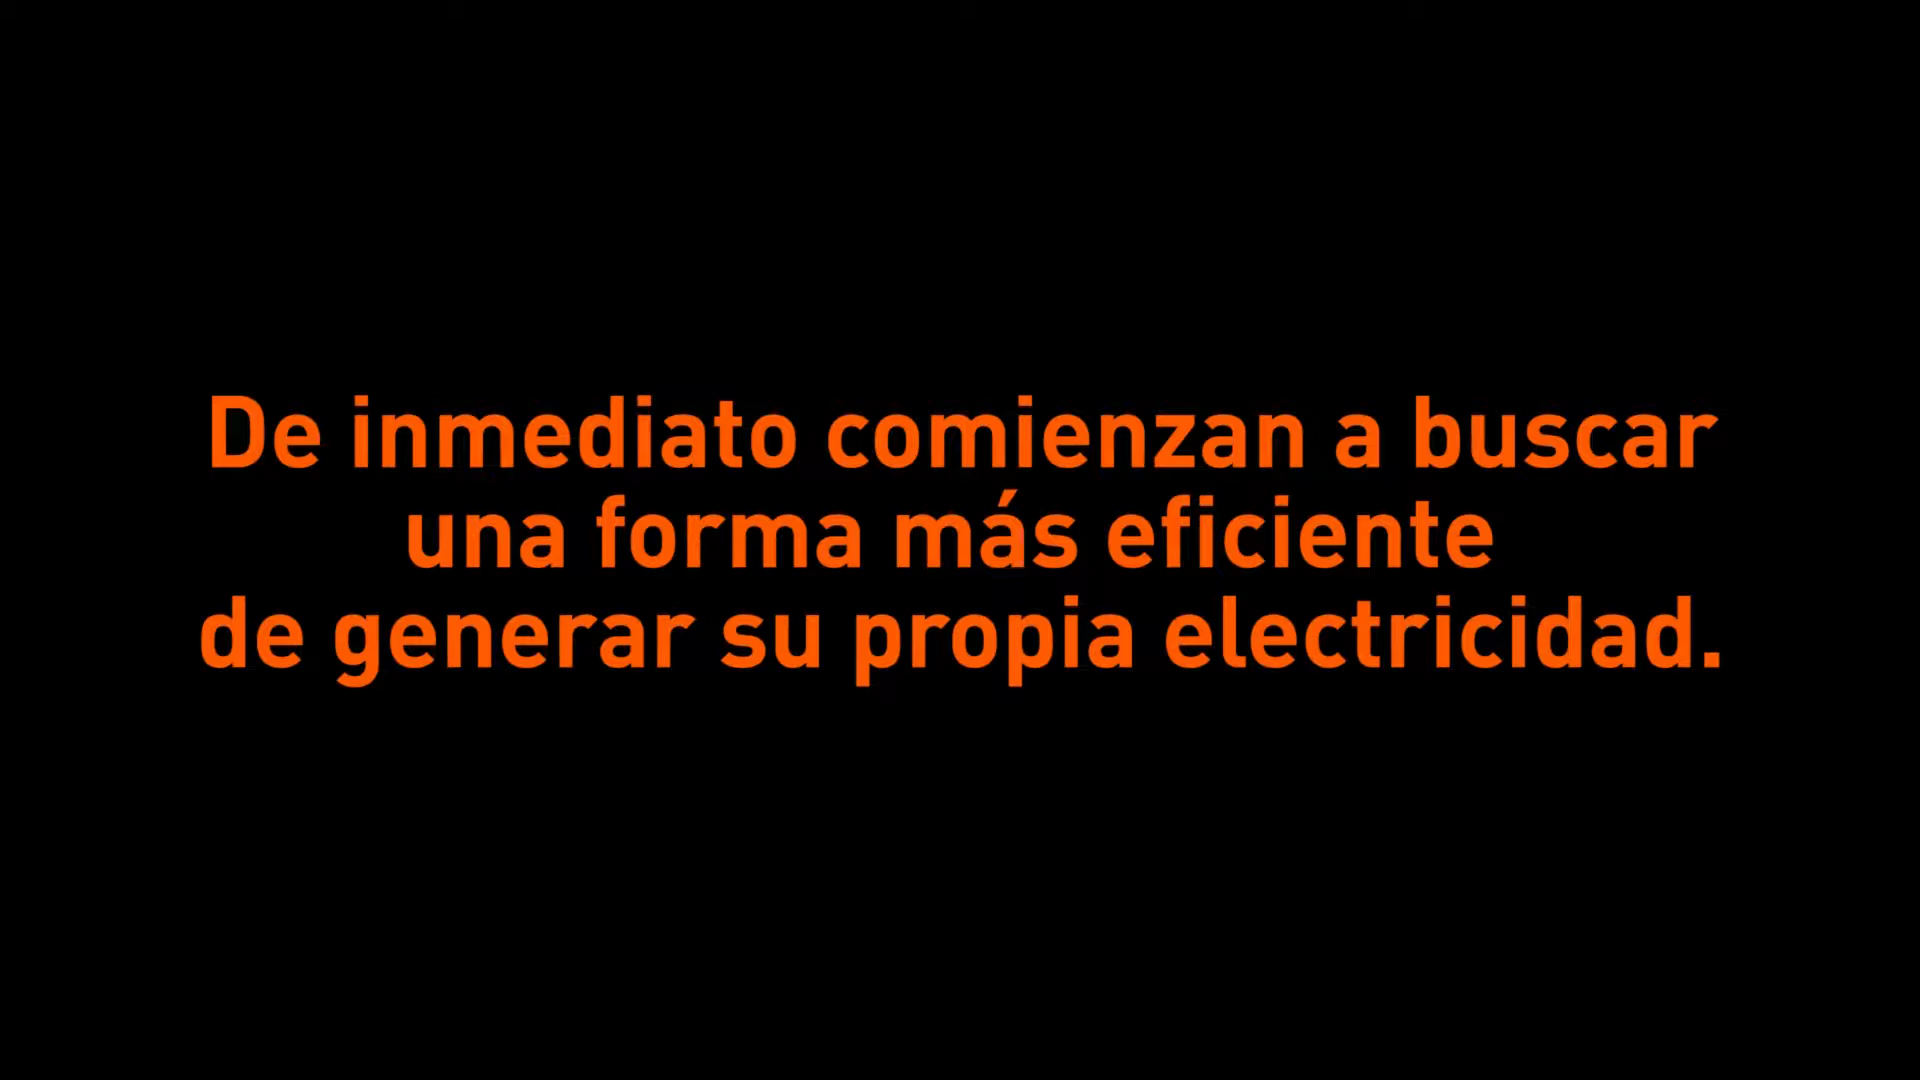 De inmediato comienzan a buscar
una forma más eficiente
de generar su propia electricidad.